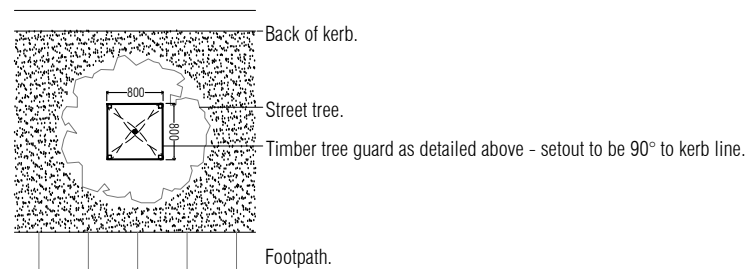 Back of kerb.
800
Street tree.
800
Timber tree guard as detailed above - setout to be 90° to kerb line.
Footpath.